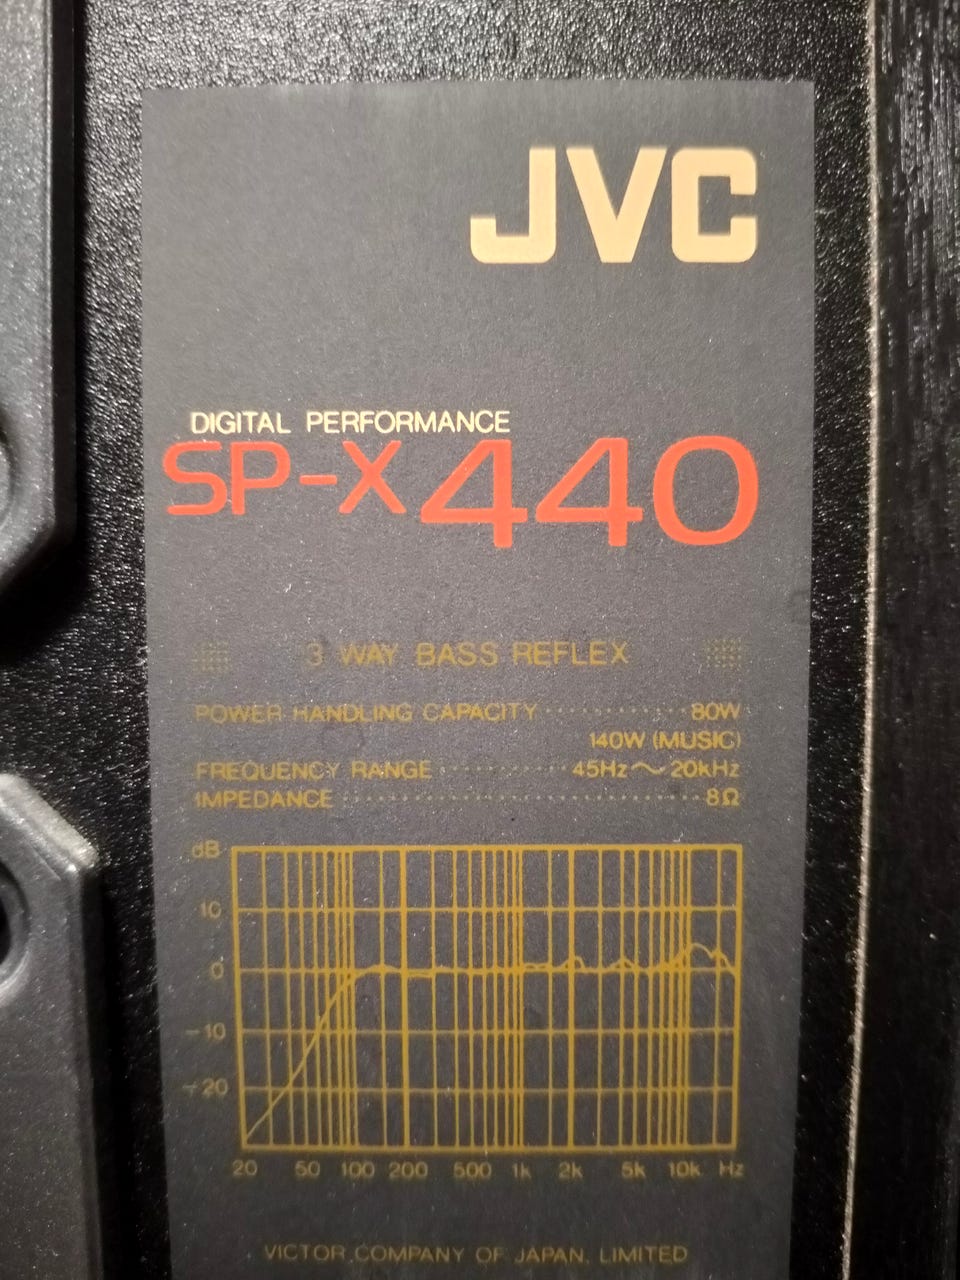 JVC
DIGITAL PERFORMANCE
SP-X440
3 WAY BASS REFLEX
POWER HANDLING CAPACITY ··············· 80W
140W (MUSIC)
FREQUENCY RANGE ·············· 45Hz～20kHz
IMPEDANCE ······································ 8Ω
dB
10
0
-10
-20
20 50 100 200 500 1k 2k 5k 10k Hz
VICTOR COMPANY OF JAPAN, LIMITED